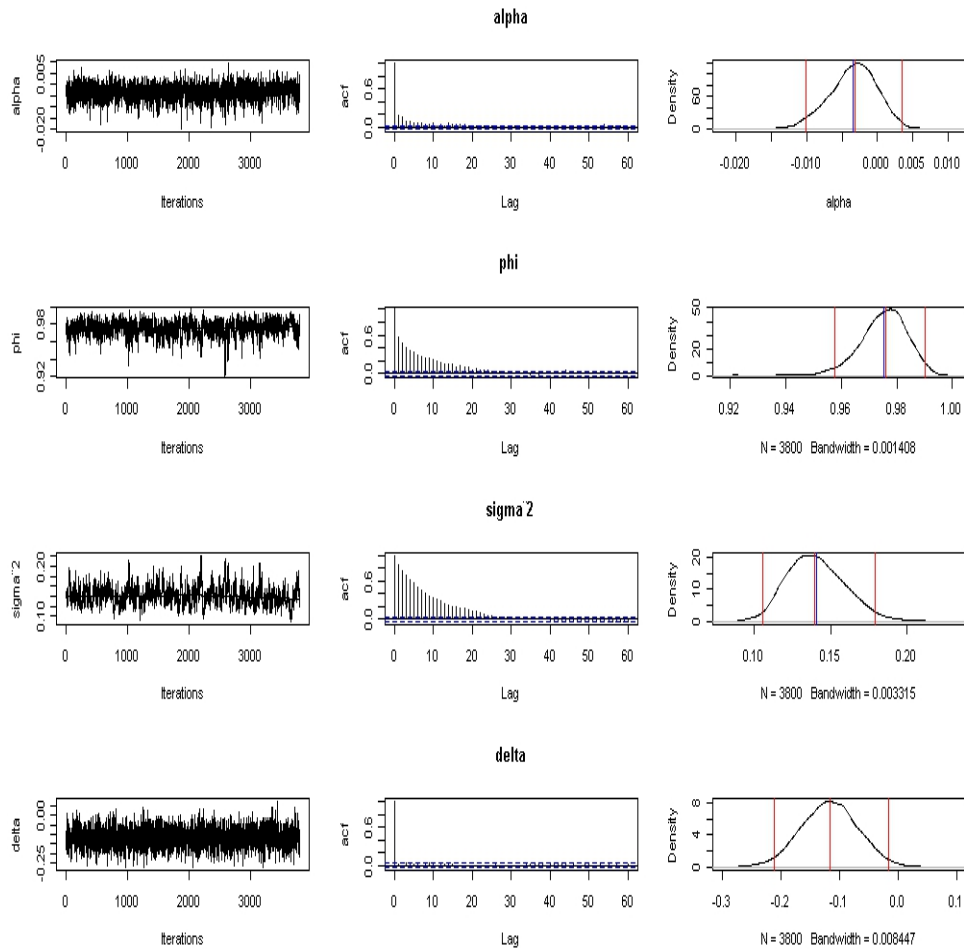 alpha
alpha
-0.020 0.005
0 1000 2000 3000
Iterations
acf
0.0 0.6
0 10 20 30 40 50 60
Lag
Density
0 60
-0.020 -0.010 0.000 0.005 0.010
alpha
phi
phi
0.92 0.98
0 1000 2000 3000
Iterations
acf
0.0 0.6
0 10 20 30 40 50 60
Lag
Density
0 20 50
0.92 0.94 0.96 0.98 1.00
N = 3800 Bandwidth = 0.001408
sigma^2
sigma^2
0.10 0.20
0 1000 2000 3000
Iterations
acf
0.0 0.6
0 10 20 30 40 50 60
Lag
Density
0 10 20
0.10 0.15 0.20
N = 3800 Bandwidth = 0.003315
delta
delta
-0.25 0.00
0 1000 2000 3000
Iterations
acf
0.0 0.6
0 10 20 30 40 50 60
Lag
Density
0 4 8
-0.3 -0.2 -0.1 0.0 0.1
N = 3800 Bandwidth = 0.008447